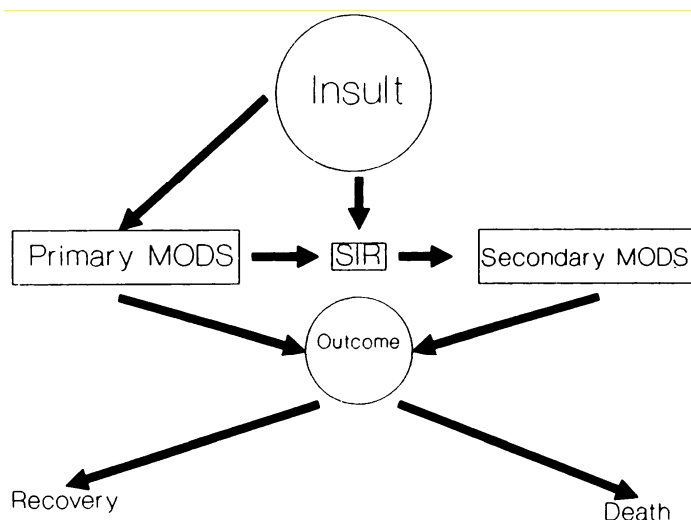 Insult
Primary MODS
SIR
Secondary MODS
Outcome
Recovery
Death